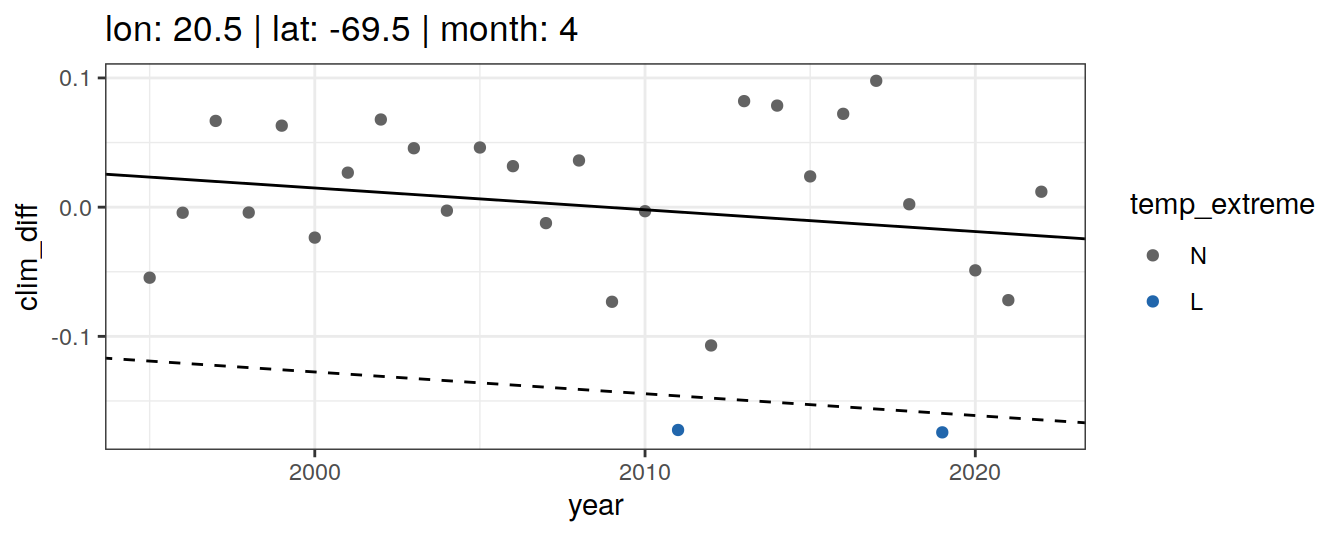 lon: 20.5 | lat: -69.5 | month: 4
0.1
0.0
-0.1
clim_diff
2000
2010
2020
year
temp_extreme
N
L